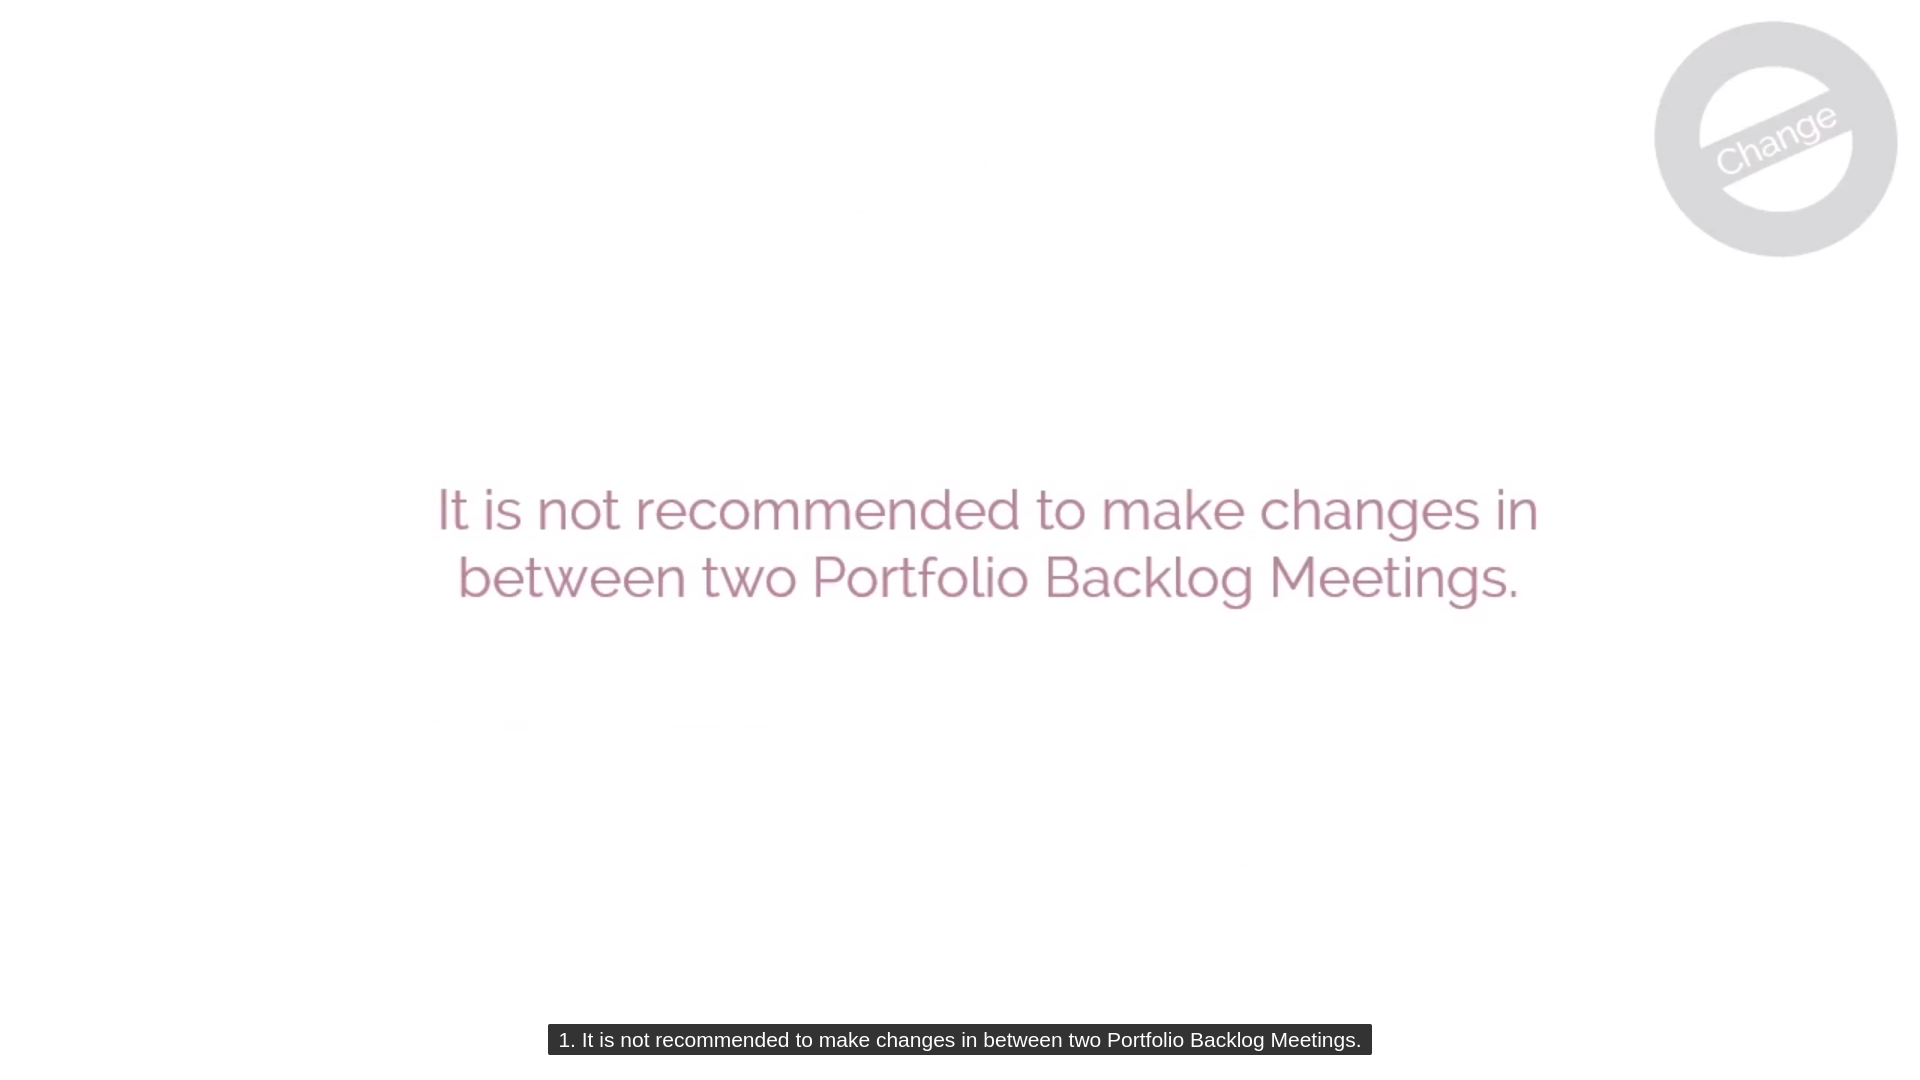 Change
It is not recommended to make changes in
between two Portfolio Backlog Meetings.
1. It is not recommended to make changes in between two Portfolio Backlog Meetings.